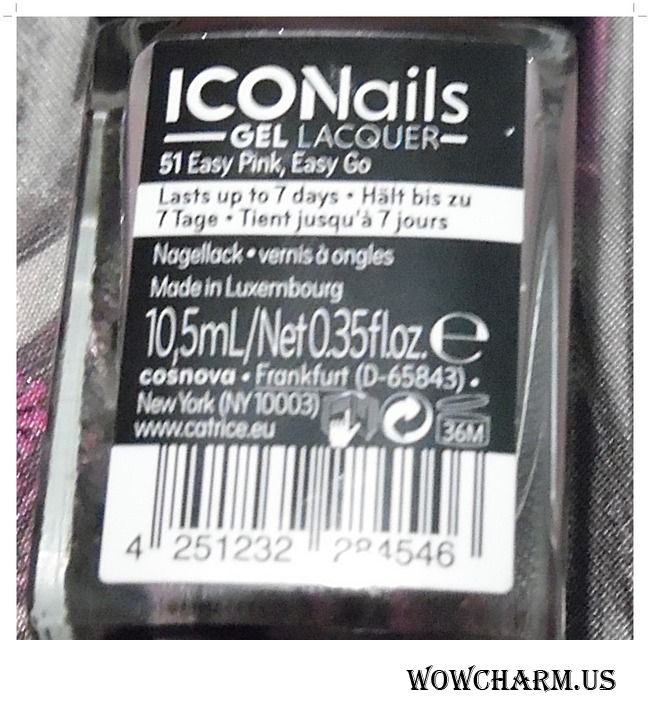 ICONails
GEL LACQUER
51 Easy Pink, Easy Go
Lasts up to 7 days • Hält bis zu
7 Tage • Tient jusqu'à 7 jours
Nagellack • vernis à ongles
Made in Luxembourg
10,5mL/Net0.35fl.oz. e
cosnova • Frankfurt (D-65843) •
New York (NY 10003)
www.catrice.eu
36M
4 251232 284546
WOWCHARM.US